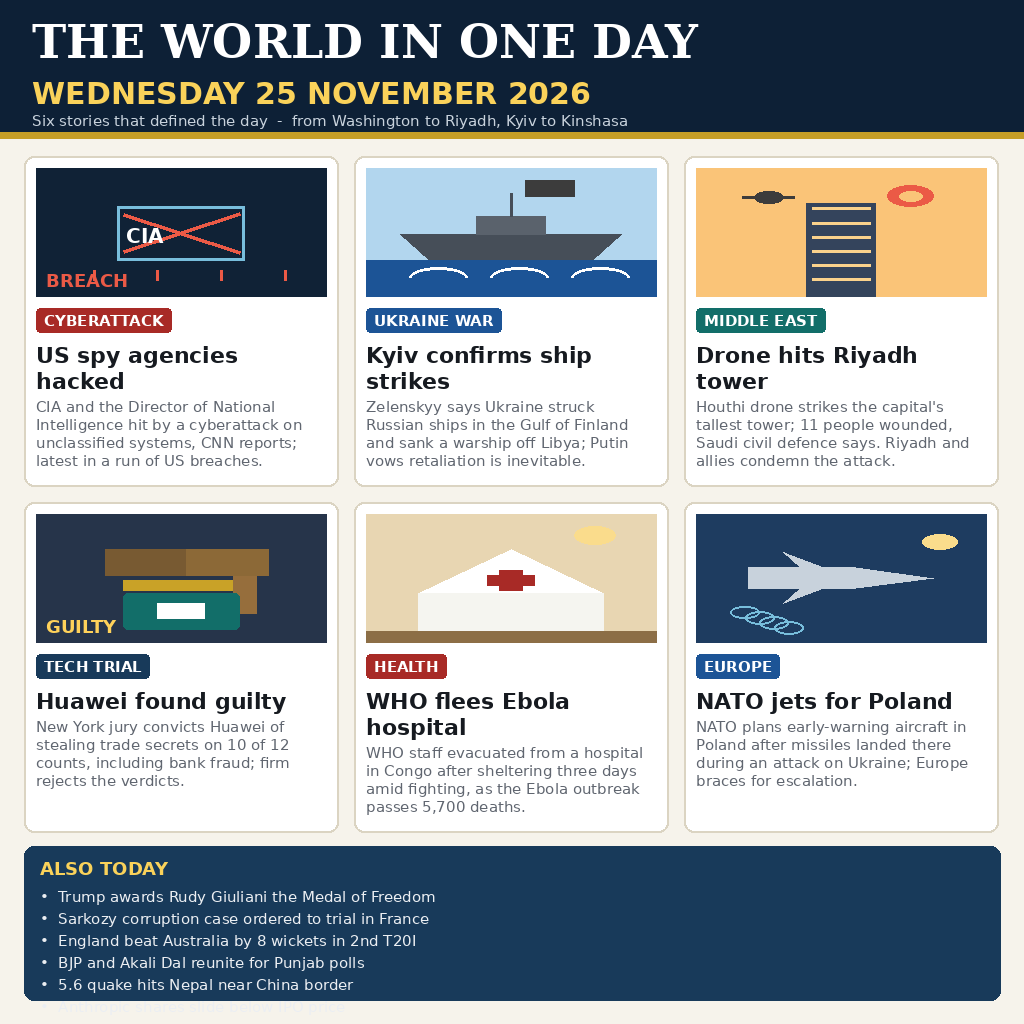 THE WORLD IN ONE DAY
WEDNESDAY 25 NOVEMBER 2026
Six stories that defined the day - from Washington to Riyadh, Kyiv to Kinshasa
CIA
BREACH
CYBERATTACK
US spy agencies
hacked
CIA and the Director of National
Intelligence hit by a cyberattack on
unclassified systems, CNN reports;
latest in a run of US breaches.
UKRAINE WAR
Kyiv confirms ship
strikes
Zelenskyy says Ukraine struck
Russian ships in the Gulf of Finland
and sank a warship off Libya; Putin
vows retaliation is inevitable.
MIDDLE EAST
Drone hits Riyadh
tower
Houthi drone strikes the capital's
tallest tower; 11 people wounded,
Saudi civil defence says. Riyadh and
allies condemn the attack.
GUILTY
TECH TRIAL
Huawei found guilty
New York jury convicts Huawei of
stealing trade secrets on 10 of 12
counts, including bank fraud; firm
rejects the verdicts.
HEALTH
WHO flees Ebola
hospital
WHO staff evacuated from a hospital
in Congo after sheltering three days
amid fighting, as the Ebola outbreak
passes 5,700 deaths.
EUROPE
NATO jets for Poland
NATO plans early-warning aircraft in
Poland after missiles landed there
during an attack on Ukraine; Europe
braces for escalation.
ALSO TODAY
• Trump awards Rudy Giuliani the Medal of Freedom
• Sarkozy corruption case ordered to trial in France
• England beat Australia by 8 wickets in 2nd T20I
• BJP and Akali Dal reunite for Punjab polls
• 5.6 quake hits Nepal near China border